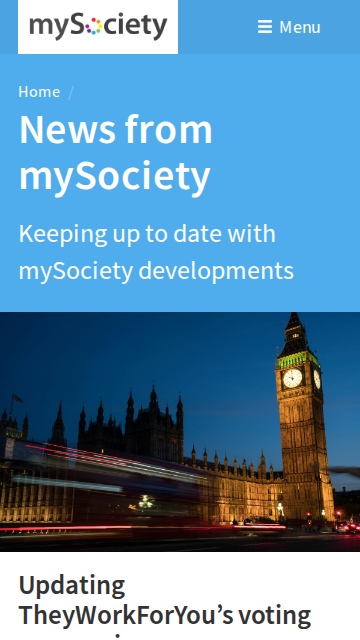 mySociety
Menu
Home /
News from
mySociety
Keeping up to date with
mySociety developments
Updating
TheyWorkForYou’s voting